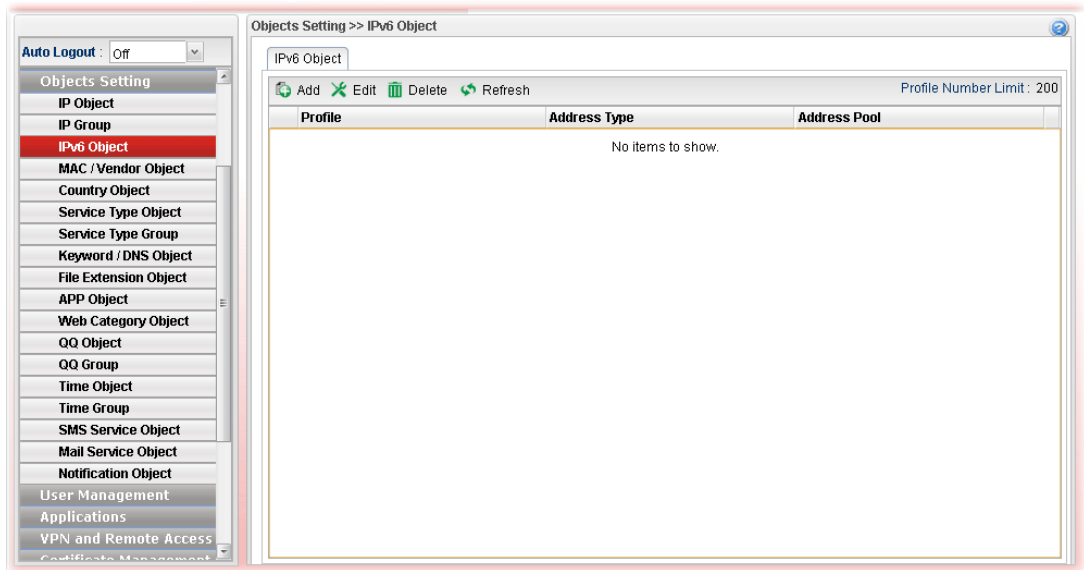 Objects Setting >> IPv6 Object
Auto Logout : Off
Objects Setting
IP Object
IP Group
IPv6 Object
MAC / Vendor Object
Country Object
Service Type Object
Service Type Group
Keyword / DNS Object
File Extension Object
APP Object
Web Category Object
QQ Object
QQ Group
Time Object
Time Group
SMS Service Object
Mail Service Object
Notification Object
User Management
Applications
VPN and Remote Access
Certificate Management
IPv6 Object
Add Edit Delete Refresh Profile Number Limit : 200
Profile Address Type Address Pool
No items to show.